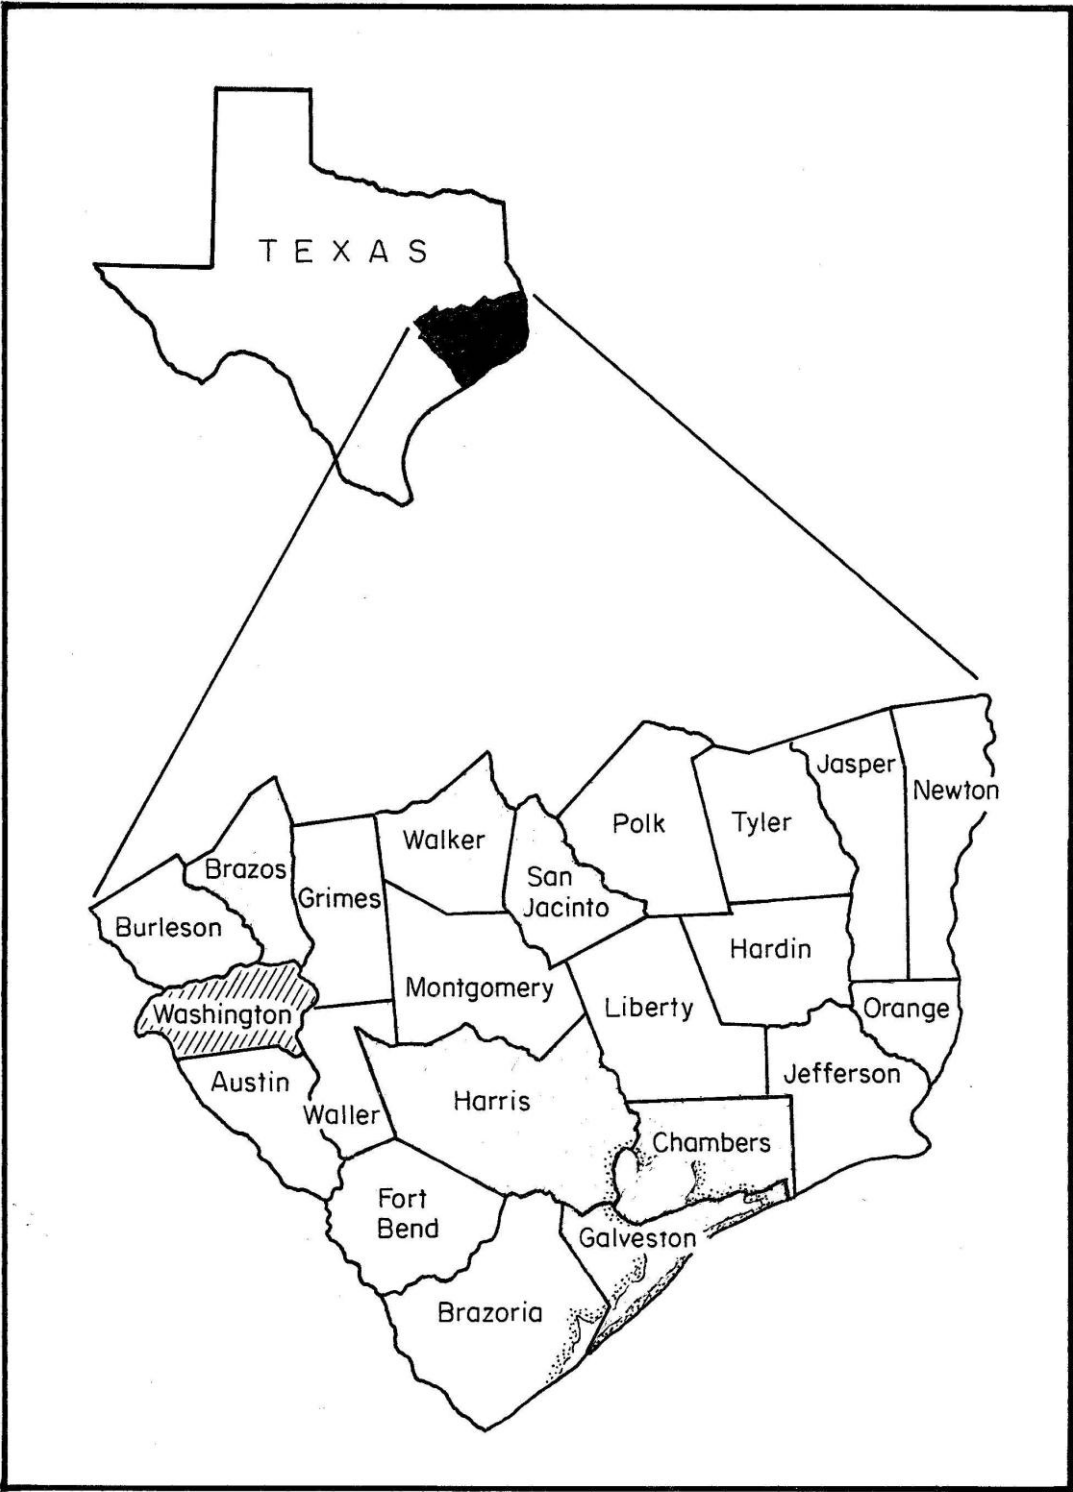 TEXAS
Jasper
Newton
Polk
Tyler
Walker
Brazos
San
Jacinto
Grimes
Burleson
Hardin
Montgomery
Liberty
Orange
Washington
Jefferson
Austin
Harris
Waller
Chambers
Fort
Bend
Galveston
Brazoria